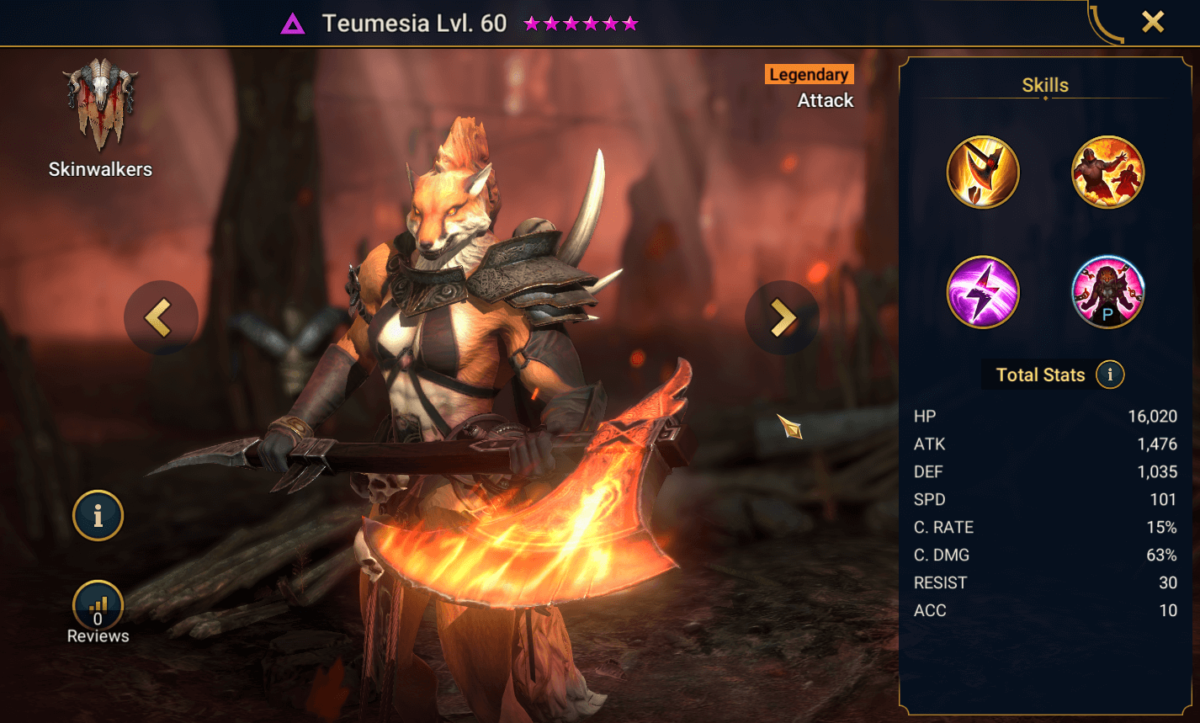 Teumesia Lvl. 60
Skinwalkers
Legendary
Attack
i
0
Reviews
Skills
P
Total Stats i
HP 16,020
ATK 1,476
DEF 1,035
SPD 101
C. RATE 15%
C. DMG 63%
RESIST 30
ACC 10